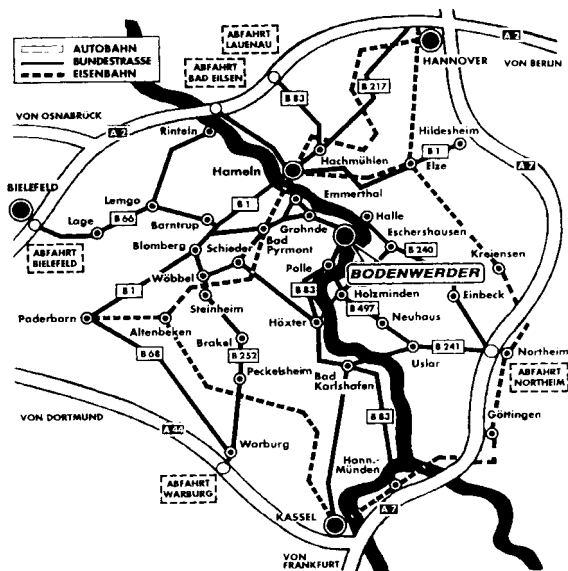 AUTOBAHN
BUNDESTRASSE
EISENBAHN
ABFAHRT
LAUENAU
A 2
HANNOVER
VON BERLIN
ABFAHRT
BAD EILSEN
B 83
B 217
VON OSNABRÜCK
A 2
Rinteln
Hachmühlen
Hildesheim
B 1
Elze
A 7
Hameln
BIELEFELD
Lemgo
Emmerthal
Lage
B 66
Barntrup
B 1
Grohnde
Halle
Eschershausen
ABFAHRT
BIELEFELD
Blomberg
Schieder
Bad
Pyrmont
B 240
Kreiensen
Wöbbel
Polle
BODENWERDER
B 1
Steinheim
B 83
Holzminden
Einbeck
B 497
Paderbarn
Altenbeken
Höxter
Neuhaus
Brakel
B 68
B 252
B 241
Northeim
Peckelsheim
Uslar
Bad
Karlshafen
ABFAHRT
NORTHEIM
VON DORTMUND
B 83
Göttingen
A 44
Warburg
Hann.-
Münden
ABFAHRT
WARBURG
KASSEL
A 7
VON
FRANKFURT